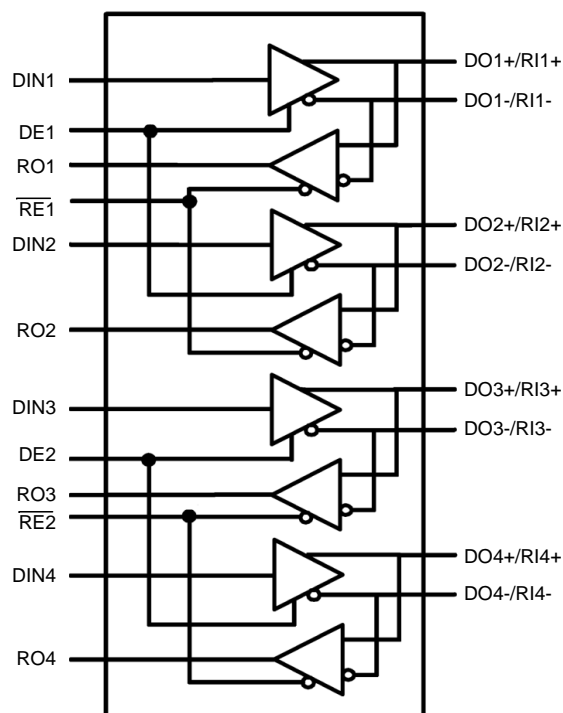 DO1+/RI1+
DIN1
DO1-/RI1-
DE1
RO1
RE1
DO2+/RI2+
DIN2
DO2-/RI2-
RO2
DO3+/RI3+
DIN3
DO3-/RI3-
DE2
RO3
RE2
DO4+/RI4+
DIN4
DO4-/RI4-
RO4